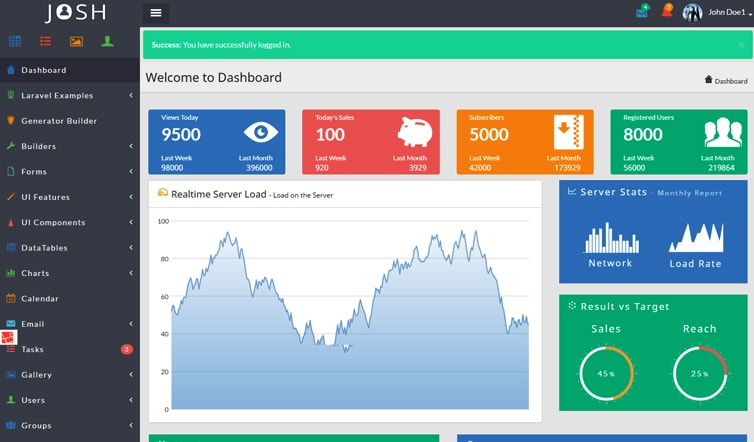 JOSH
4
7
John Doe1
Dashboard
Laravel Examples
Generator Builder
Builders
Forms
UI Features
UI Components
DataTables
Charts
Calendar
Email
Tasks
3
Gallery
Users
Groups
Success: You have successfully logged in.
×
Welcome to Dashboard
Dashboard
Views Today
9500
Last Week Last Month
98000 396000
Today's Sales
100
Last Week Last Month
920 3929
Subscribers
5000
Last Week Last Month
42000 173929
Registered Users
8000
Last Week Last Month
56000 219864
Realtime Server Load - Load on the Server
100
80
60
40
20
0
Server Stats - Monthly Report
Network Load Rate
Result vs Target
Sales Reach
45% 25%